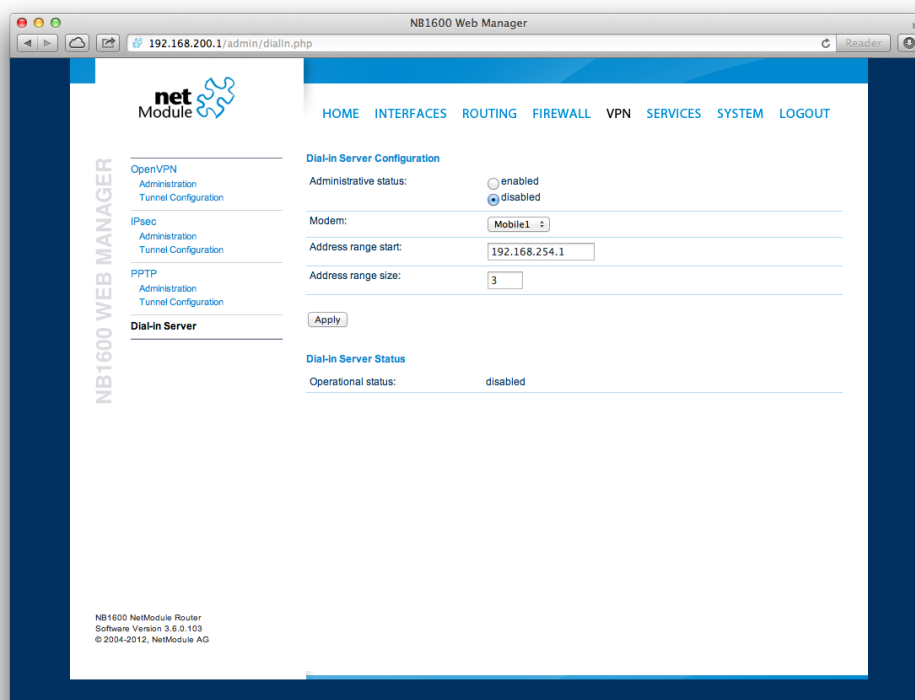 NB1600 Web Manager
192.168.200.1/admin/dialin.php
Reader
net
Module
HOME INTERFACES ROUTING FIREWALL VPN SERVICES SYSTEM LOGOUT
NB1600 WEB MANAGER
OpenVPN
Administration
Tunnel Configuration
IPsec
Administration
Tunnel Configuration
PPTP
Administration
Tunnel Configuration
Dial-in Server
Dial-in Server Configuration
Administrative status:
enabled
disabled
Modem: Mobile1
Address range start: 192.168.254.1
Address range size: 3
Apply
Dial-in Server Status
Operational status: disabled
NB1600 NetModule Router
Software Version 3.6.0.103
© 2004-2012, NetModule AG